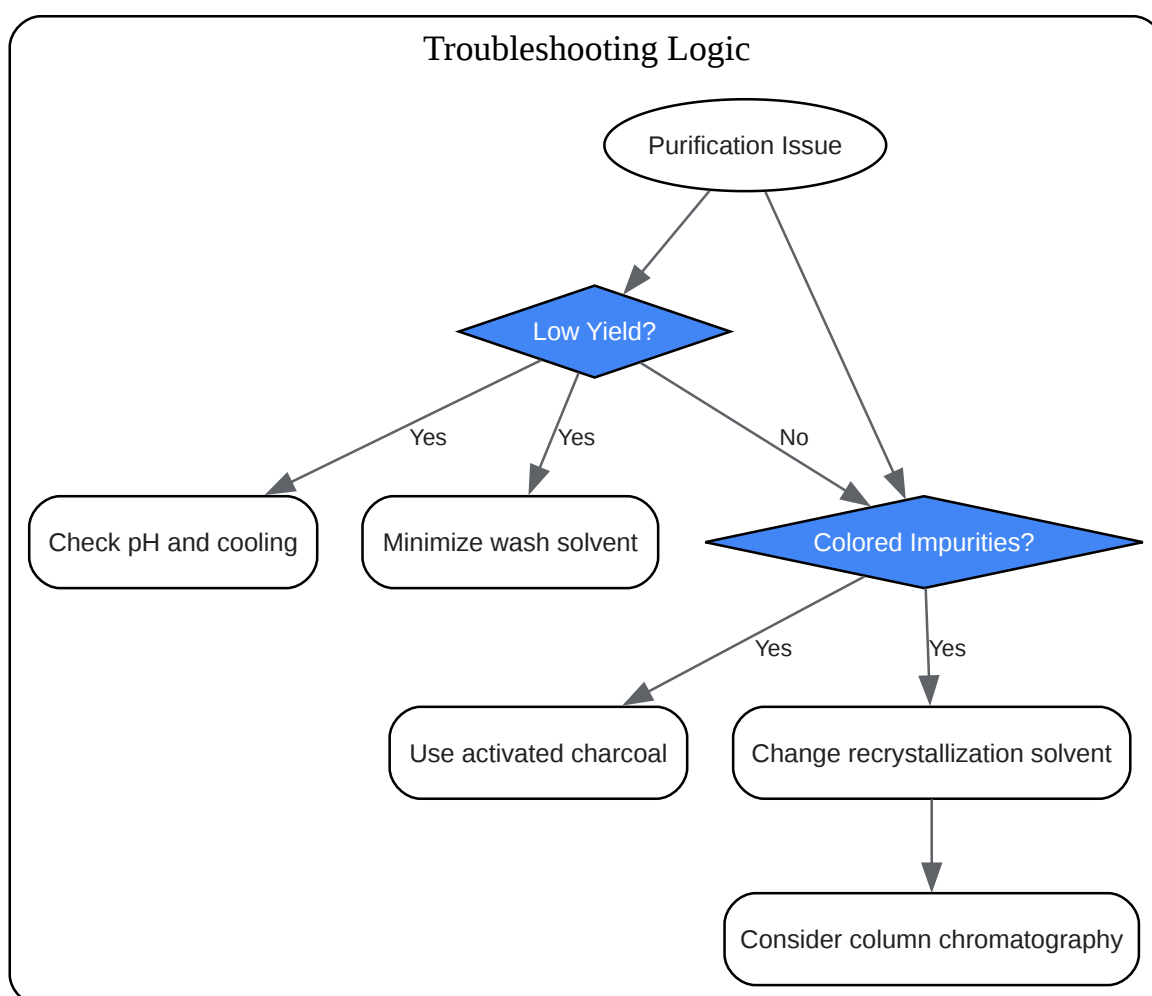 Troubleshooting Logic
Purification Issue
Low Yield?
Yes
Yes
No
Check pH and cooling
Minimize wash solvent
Colored Impurities?
Yes
Yes
Use activated charcoal
Change recrystallization solvent
Consider column chromatography